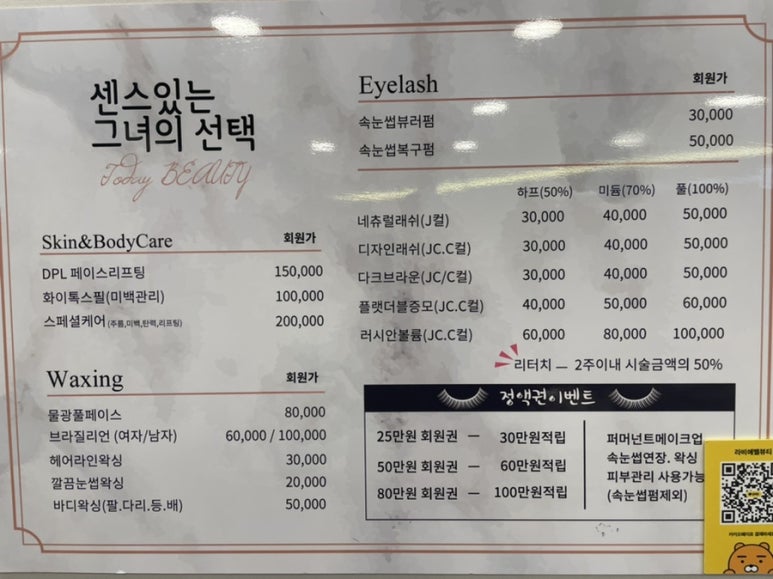 센스있는
그녀의 선택
Today BEAUTY
Skin&BodyCare 회원가
DPL 페이스리프팅 150,000
화이톡스필(미백관리) 100,000
스페셜케어(주름,미백,탄력,리프팅) 200,000
Waxing 회원가
물광풀페이스 80,000
브라질리언 (여자/남자) 60,000 / 100,000
헤어라인왁싱 30,000
깔끔눈썹왁싱 20,000
바디왁싱(팔.다리.등.배) 50,000
Eyelash 회원가
속눈썹뷰러펌 30,000
속눈썹복구펌 50,000
하프(50%) 미듐(70%) 풀(100%)
네츄럴래쉬(J컬) 30,000 40,000 50,000
디자인래쉬(JC.C컬) 30,000 40,000 50,000
다크브라운(JC/C컬) 30,000 40,000 50,000
플랫더블증모(JC.C컬) 40,000 50,000 60,000
러시안볼륨(JC.C컬) 60,000 80,000 100,000
리터치 — 2주이내 시술금액의 50%
정액권이벤트
25만원 회원권 — 30만원적립
50만원 회원권 — 60만원적립
80만원 회원권 — 100만원적립
퍼머넌트메이크업
속눈썹연장. 왁싱
피부관리 사용가능
(속눈썹펌제외)